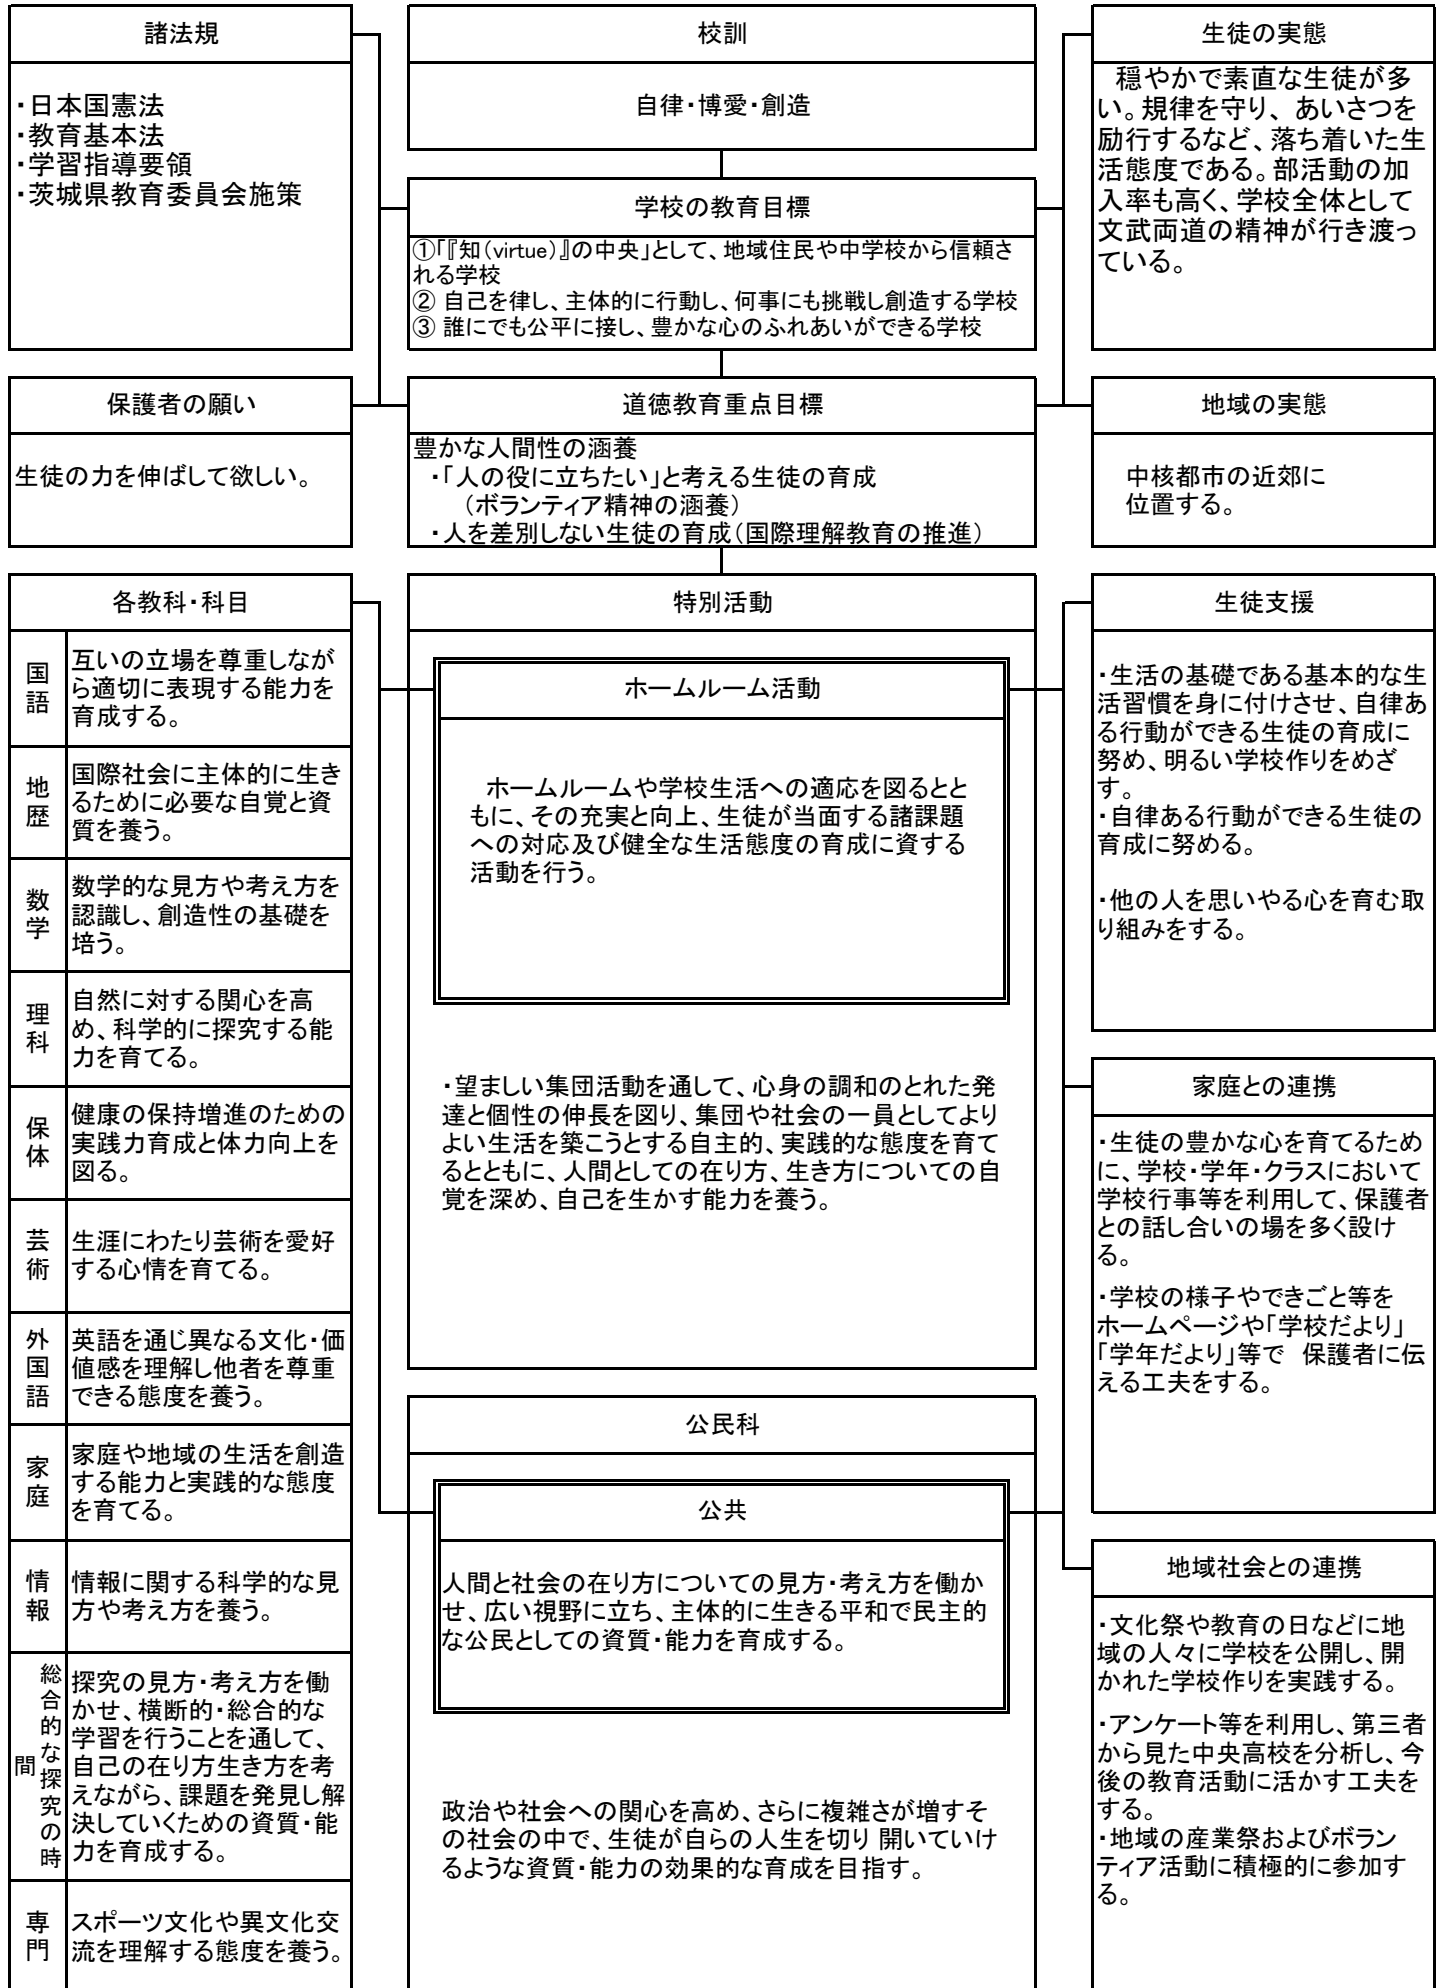 諸法規
・日本国憲法
・教育基本法
・学習指導要領
・茨城県教育委員会施策
校訓
自律・博愛・創造
生徒の実態
穏やかで素直な生徒が多
い。規律を守り、あいさつを
励行するなど、落ち着いた生
活態度である。部活動の加
入率も高く、学校全体として
文武両道の精神が行き渡っ
ている。
学校の教育目標
①「『知(virtue)』の中央」として、地域住民や中学校から信頼さ
れる学校
② 自己を律し、主体的に行動し、何事にも挑戦し創造する学校
③ 誰にでも公平に接し、豊かな心のふれあいができる学校
保護者の願い
生徒の力を伸ばして欲しい。
道徳教育重点目標
豊かな人間性の涵養
・「人の役に立ちたい」と考える生徒の育成
(ボランティア精神の涵養)
・人を差別しない生徒の育成(国際理解教育の推進)
地域の実態
中核都市の近郊に
位置する。
各教科・科目
国語
互いの立場を尊重しなが
ら適切に表現する能力を
育成する。
地歴
国際社会に主体的に生き
るために必要な自覚と資
質を養う。
数学
数学的な見方や考え方を
認識し、創造性の基礎を
培う。
理科
自然に対する関心を高
め、科学的に探究する能
力を育てる。
保体
健康の保持増進のための
実践力育成と体力向上を
図る。
芸術
生涯にわたり芸術を愛好
する心情を育てる。
外国語
英語を通じ異なる文化・価
値感を理解し他者を尊重
できる態度を養う。
家庭
家庭や地域の生活を創造
する能力と実践的な態度
を育てる。
情報
情報に関する科学的な見
方や考え方を養う。
総合的な探究の時
間
探究の見方・考え方を働
かせ、横断的・総合的な
学習を行うことを通して、
自己の在り方生き方を考
えながら、課題を発見し解
決していくための資質・能
力を育成する。
専門
スポーツ文化や異文化交
流を理解する態度を養う。
特別活動
ホームルーム活動
ホームルームや学校生活への適応を図るとと
もに、その充実と向上、生徒が当面する諸課題
への対応及び健全な生活態度の育成に資する
活動を行う。
・望ましい集団活動を通して、心身の調和のとれた発
達と個性の伸長を図り、集団や社会の一員としてより
よい生活を築こうとする自主的、実践的な態度を育て
るとともに、人間としての在り方、生き方についての自
覚を深め、自己を生かす能力を養う。
公民科
公共
人間と社会の在り方についての見方・考え方を働か
せ、広い視野に立ち、主体的に生きる平和で民主的
な公民としての資質・能力を育成する。
政治や社会への関心を高め、さらに複雑さが増すそ
の社会の中で、生徒が自らの人生を切り 開いていけ
るような資質・能力の効果的な育成を目指す。
生徒支援
・生活の基礎である基本的な生
活習慣を身に付けさせ、自律あ
る行動ができる生徒の育成に
努め、明るい学校作りをめざ
す。
・自律ある行動ができる生徒の
育成に努める。
・他の人を思いやる心を育む取
り組みをする。
家庭との連携
・生徒の豊かな心を育てるため
に、学校・学年・クラスにおいて
学校行事等を利用して、保護者
との話し合いの場を多く設け
る。
・学校の様子やできごと等を
ホームページや「学校だより」
「学年だより」等で 保護者に伝
える工夫をする。
地域社会との連携
・文化祭や教育の日などに地
域の人々に学校を公開し、開
かれた学校作りを実践する。
・アンケート等を利用し、第三者
から見た中央高校を分析し、今
後の教育活動に活かす工夫を
する。
・地域の産業祭およびボラン
ティア活動に積極的に参加す
る。